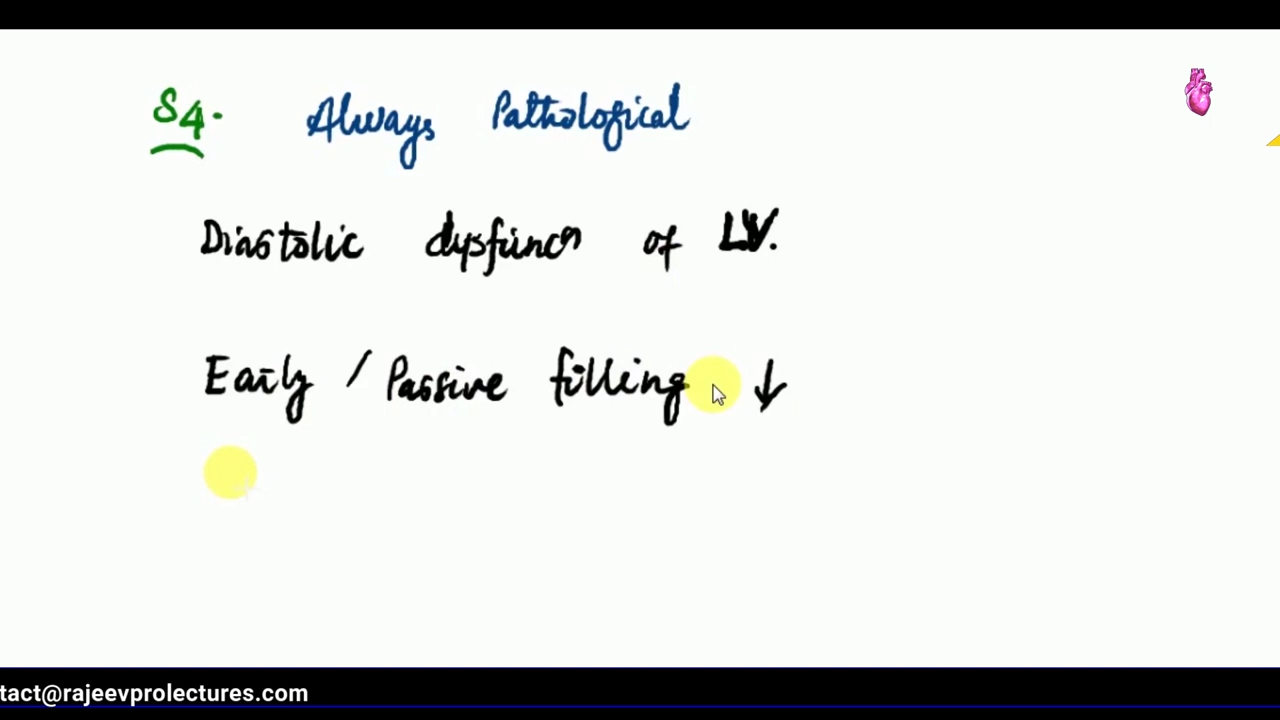 S4. Always Pathological
Diastolic dysfuncn of LV.
Early / Passive filling ↓
tact@rajeevprolectures.com